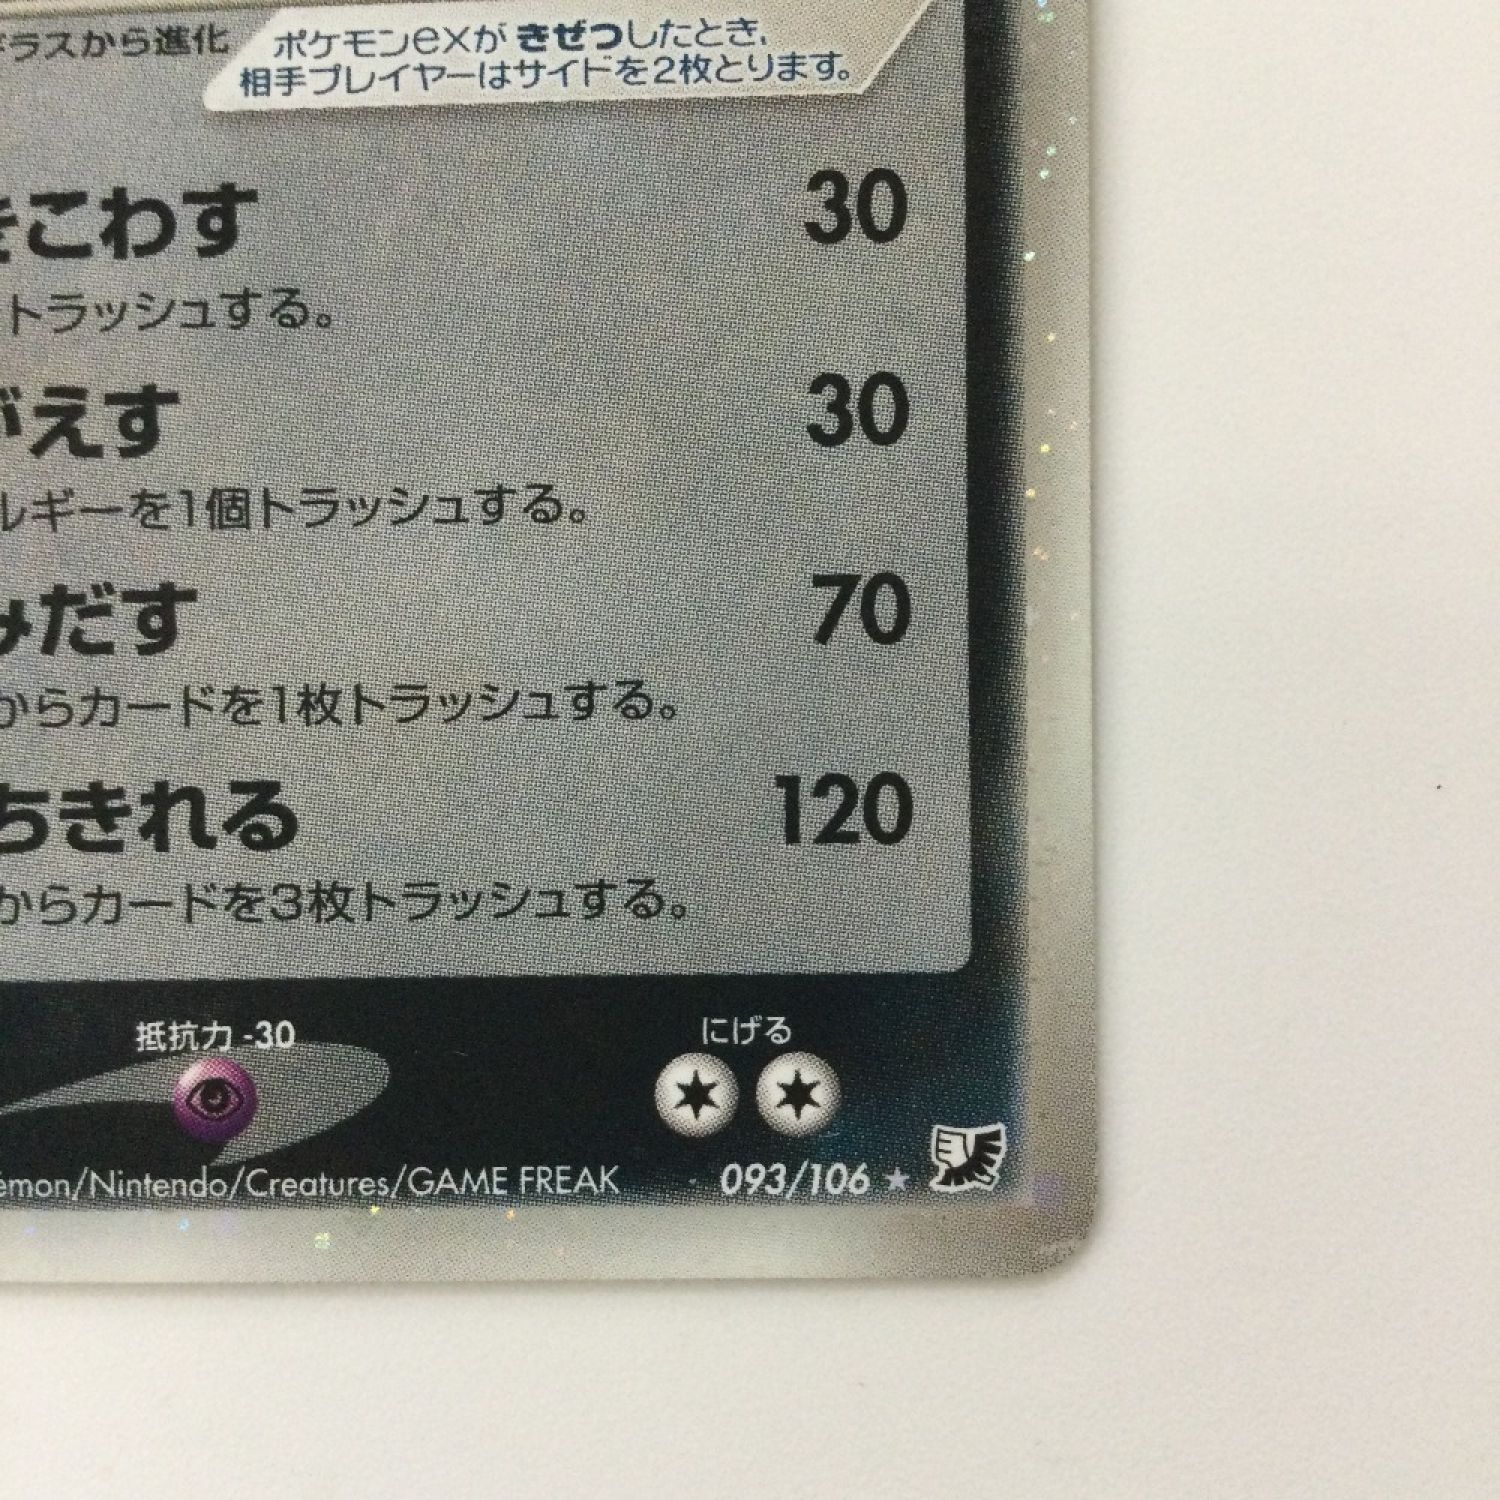 ギラスから進化
ポケモンexがきぜつしたとき、
相手プレイヤーはサイドを2枚とります。
をこわす 30
トラッシュする。
がえす 30
ルギーを1個トラッシュする。
みだす 70
からカードを1枚トラッシュする。
ちきれる 120
からカードを3枚トラッシュする。
抵抗力 -30
にげる
émon/Nintendo/Creatures/GAME FREAK
093/106 ★